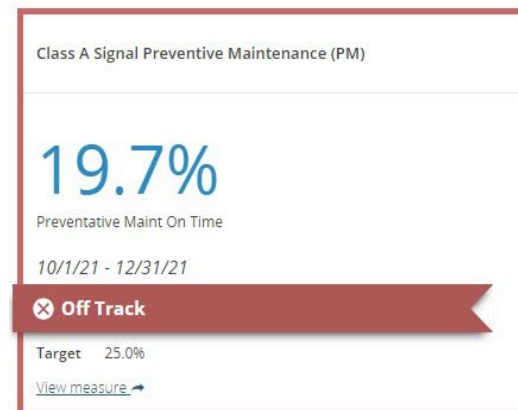 Class A Signal Preventive Maintenance (PM)
19.7%
Preventative Maint On Time
10/1/21 - 12/31/21
Off Track
Target 25.0%
View measure